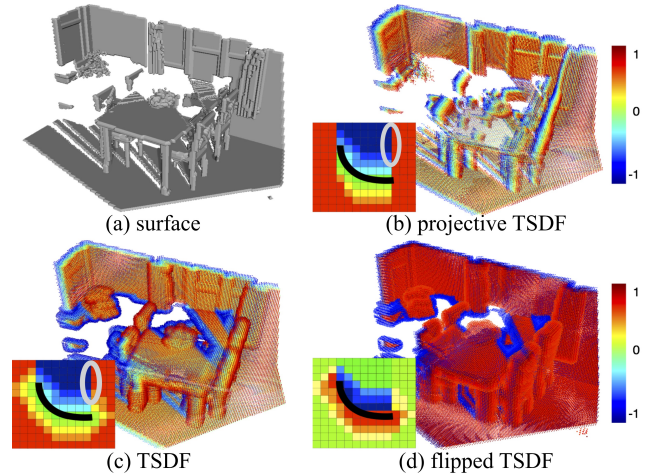 1
0
-1
(a) surface
(b) projective TSDF
1
0
-1
(c) TSDF
(d) flipped TSDF